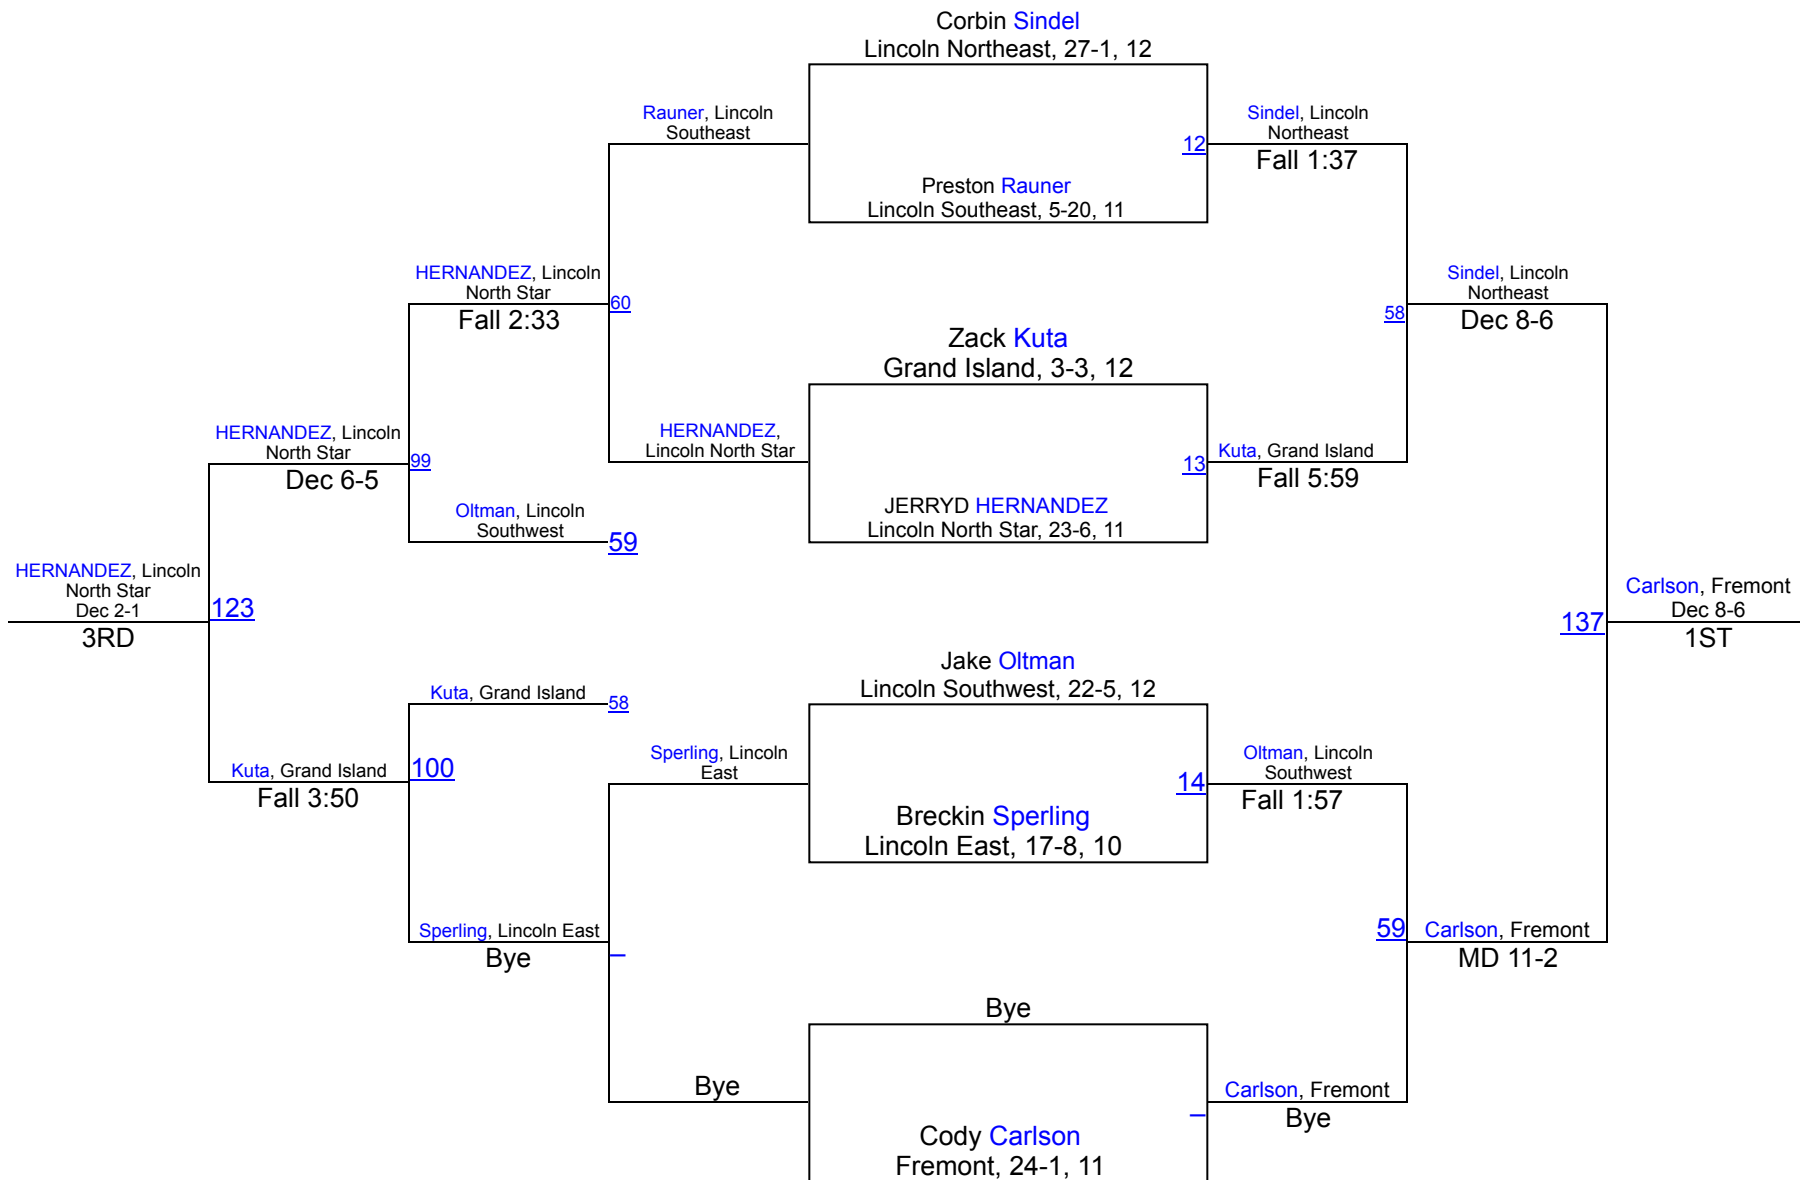 Corbin Sindel
Lincoln Northeast, 27-1, 12
Rauner, Lincoln
Southeast
Sindel, Lincoln
Northeast
12
Fall 1:37
Preston Rauner
Lincoln Southeast, 5-20, 11
HERNANDEZ, Lincoln
North Star
60
Fall 2:33
Sindel, Lincoln
Northeast
58
Dec 8-6
Zack Kuta
Grand Island, 3-3, 12
HERNANDEZ, Lincoln
North Star
99
Dec 6-5
HERNANDEZ,
Lincoln North Star
Kuta, Grand Island
13
Fall 5:59
JERRYD HERNANDEZ
Lincoln North Star, 23-6, 11
Oltman, Lincoln
Southwest
59
HERNANDEZ, Lincoln
North Star
Dec 2-1
123
3RD
Carlson, Fremont
Dec 8-6
137
1ST
Jake Oltman
Lincoln Southwest, 22-5, 12
Kuta, Grand Island
58
Sperling, Lincoln
East
Oltman, Lincoln
Southwest
14
Fall 1:57
Kuta, Grand Island
100
Fall 3:50
Breckin Sperling
Lincoln East, 17-8, 10
Sperling, Lincoln East
Bye
59
Carlson, Fremont
MD 11-2
Bye
Bye
Carlson, Fremont
Bye
Cody Carlson
Fremont, 24-1, 11